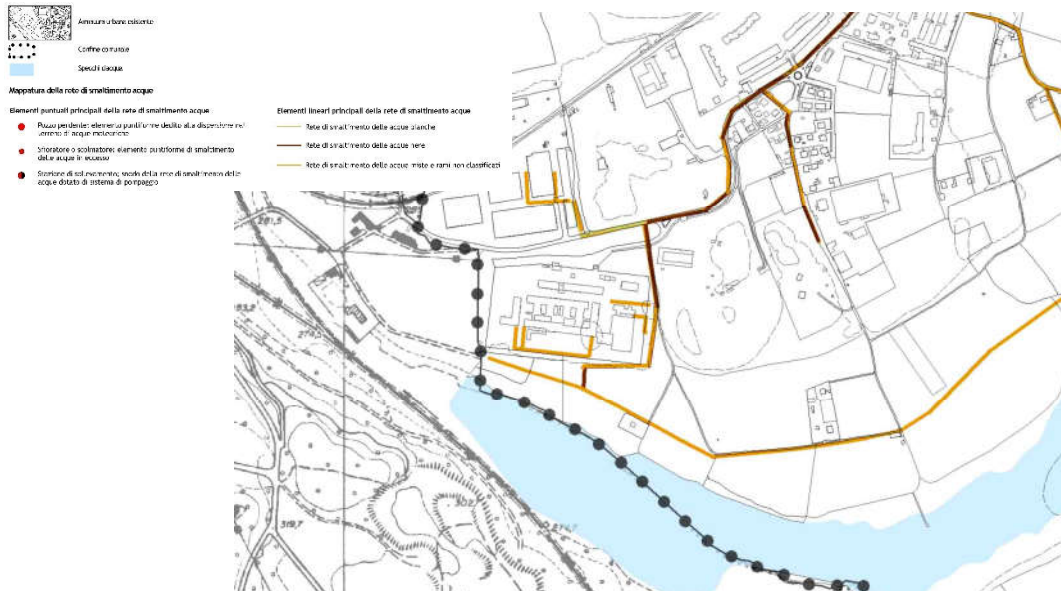 Ammum urbana esistente
Confine comunale
Specchi d'acqua
Mappatura della rete di smaltimento acque
Elementi puntuali principali della rete di smaltimento acque
Pozzo perdente: elemento puntiforme dedito alla dispersione nel
terreno di acque meteoriche
Sfioratore o scolmatore: elemento puntiforme di smaltimento
delle acque in eccesso
Stazione di sollevamento; snodo della rete di smaltimento delle
acque dotato di sistema di pompaggio
Elementi lineari principali della rete di smaltimento acque
Rete di smaltimento delle acque bianche
Rete di smaltimento delle acque nere
Rete di smaltimento delle acque miste e rami non classificati
281,5
319,7